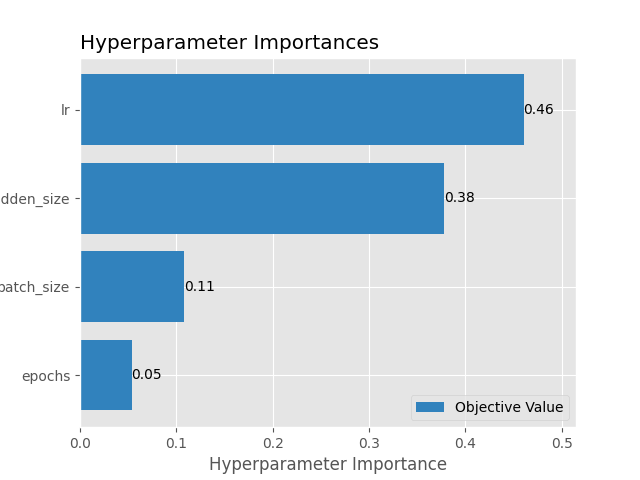 Hyperparameter Importances
lr
0.46
dden_size
0.38
batch_size
0.11
epochs
0.05
Objective Value
0.0 0.1 0.2 0.3 0.4 0.5
Hyperparameter Importance